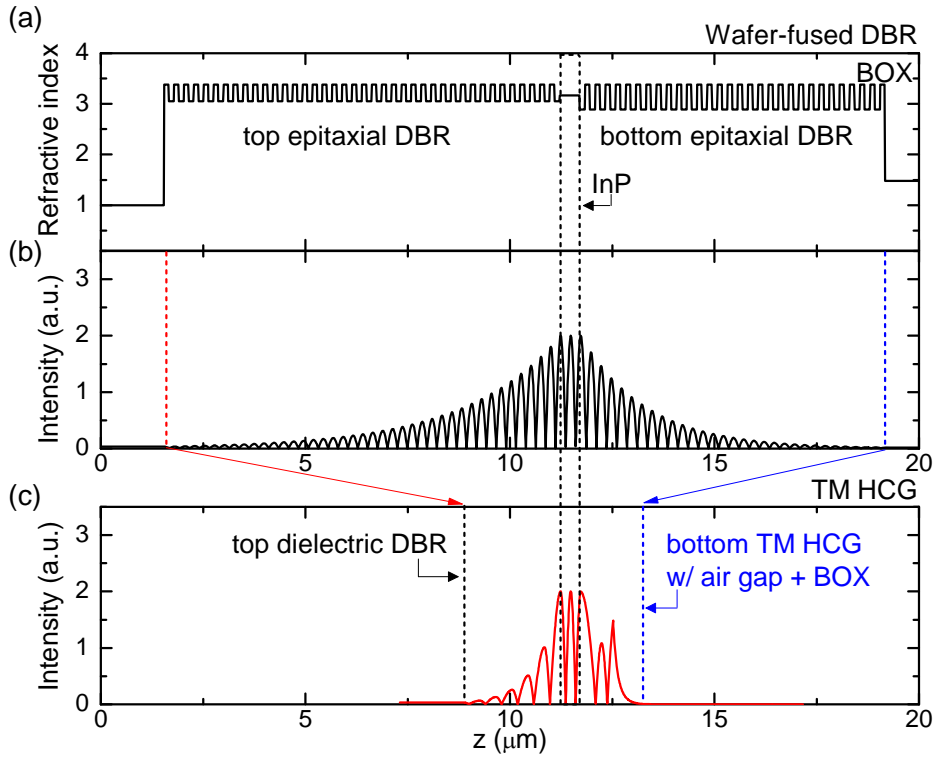 (a)
Wafer-fused DBR
BOX
4
3
2
1
Refractive index
top epitaxial DBR
bottom epitaxial DBR
InP
(b)
3
2
1
0
Intensity (a.u.)
0 5 10 15 20
(c)
TM HCG
3
2
1
0
Intensity (a.u.)
top dielectric DBR
bottom TM HCG
w/ air gap + BOX
0 5 10 15 20
z (μm)